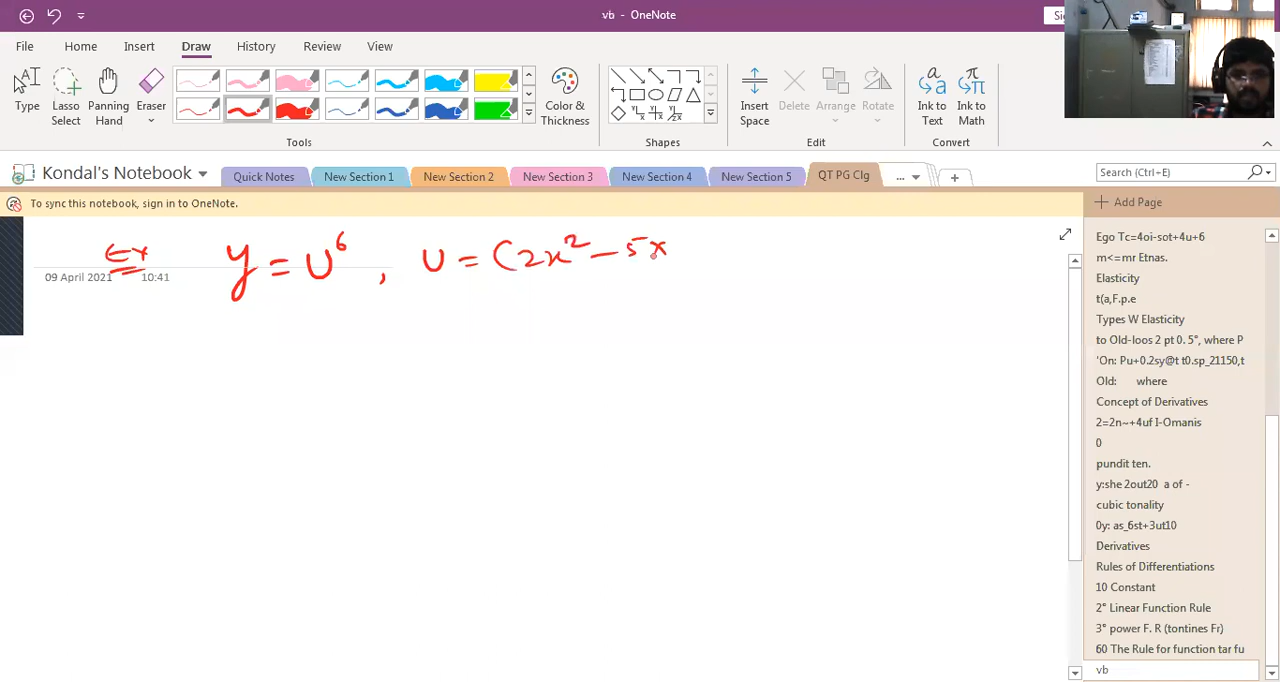 vb - OneNote
File Home Insert Draw History Review View
Type
Lasso Select
Panning Hand
Eraser
Color & Thickness
Insert Space
Delete
Arrange
Rotate
Ink to Text
Ink to Math
Tools
Shapes
Edit
Convert
Kondal's Notebook
Quick Notes New Section 1 New Section 2 New Section 3 New Section 4 New Section 5 QT PG Clg ...
Search (Ctrl+E)
To sync this notebook, sign in to OneNote.
Add Page
Ex y = U⁶ , U = (2x² − 5x
09 April 2021 10:41
Ego Tc=4oi-sot+4u+6
m<=mr Etnas.
Elasticity
t(a,F.p.e
Types W Elasticity
to Old-loos 2 pt 0. 5°, where P
'On: Pu+0.2sy@t t0.sp_21150,t
Old: where
Concept of Derivatives
2=2n~+4uf I-Omanis
0
pundit ten.
y:she 2out20 a of -
cubic tonality
0y: as_6st+3ut10
Derivatives
Rules of Differentiations
10 Constant
2° Linear Function Rule
3° power F. R (tontines Fr)
60 The Rule for function tar fu
vb